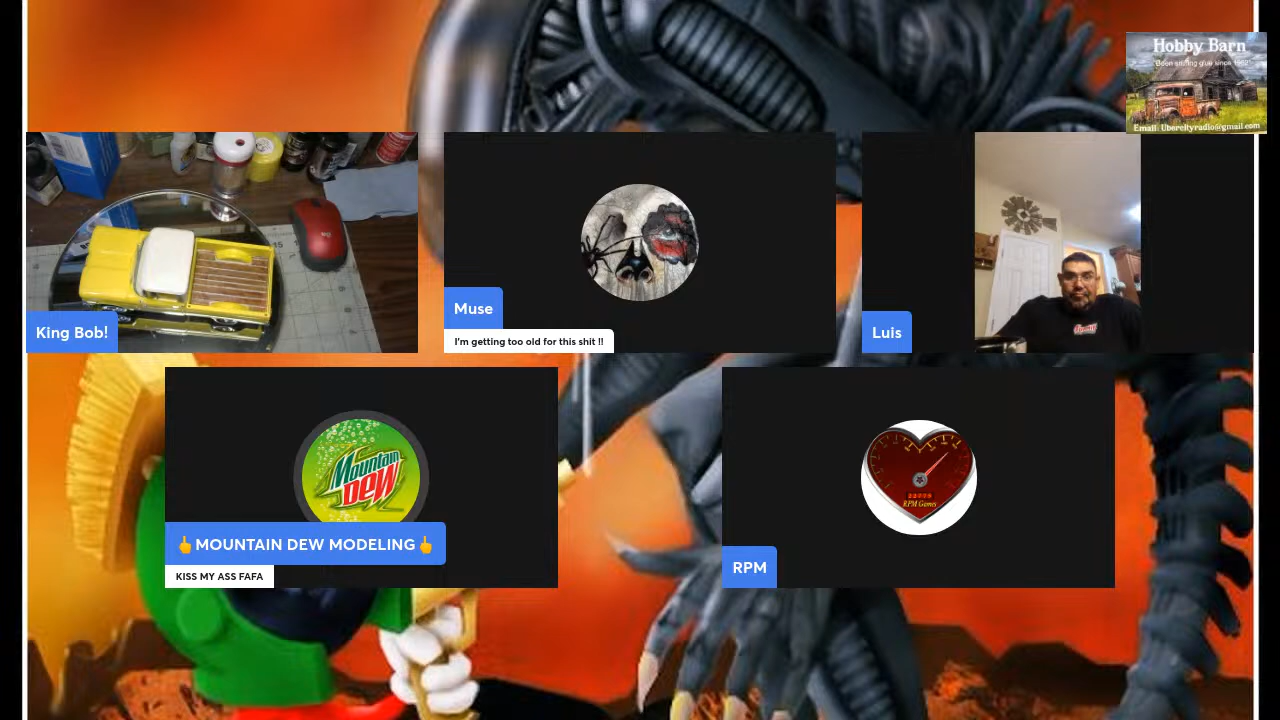 Hobby Barn
"Been sniffing glue since 1962"
Email: Ubercityradio@gmail.com
King Bob!
Muse
I'm getting too old for this shit !!
Luis
15
Mountain
Dew
👆MOUNTAIN DEW MODELING👆
KISS MY ASS FAFA
RPM Games
RPM